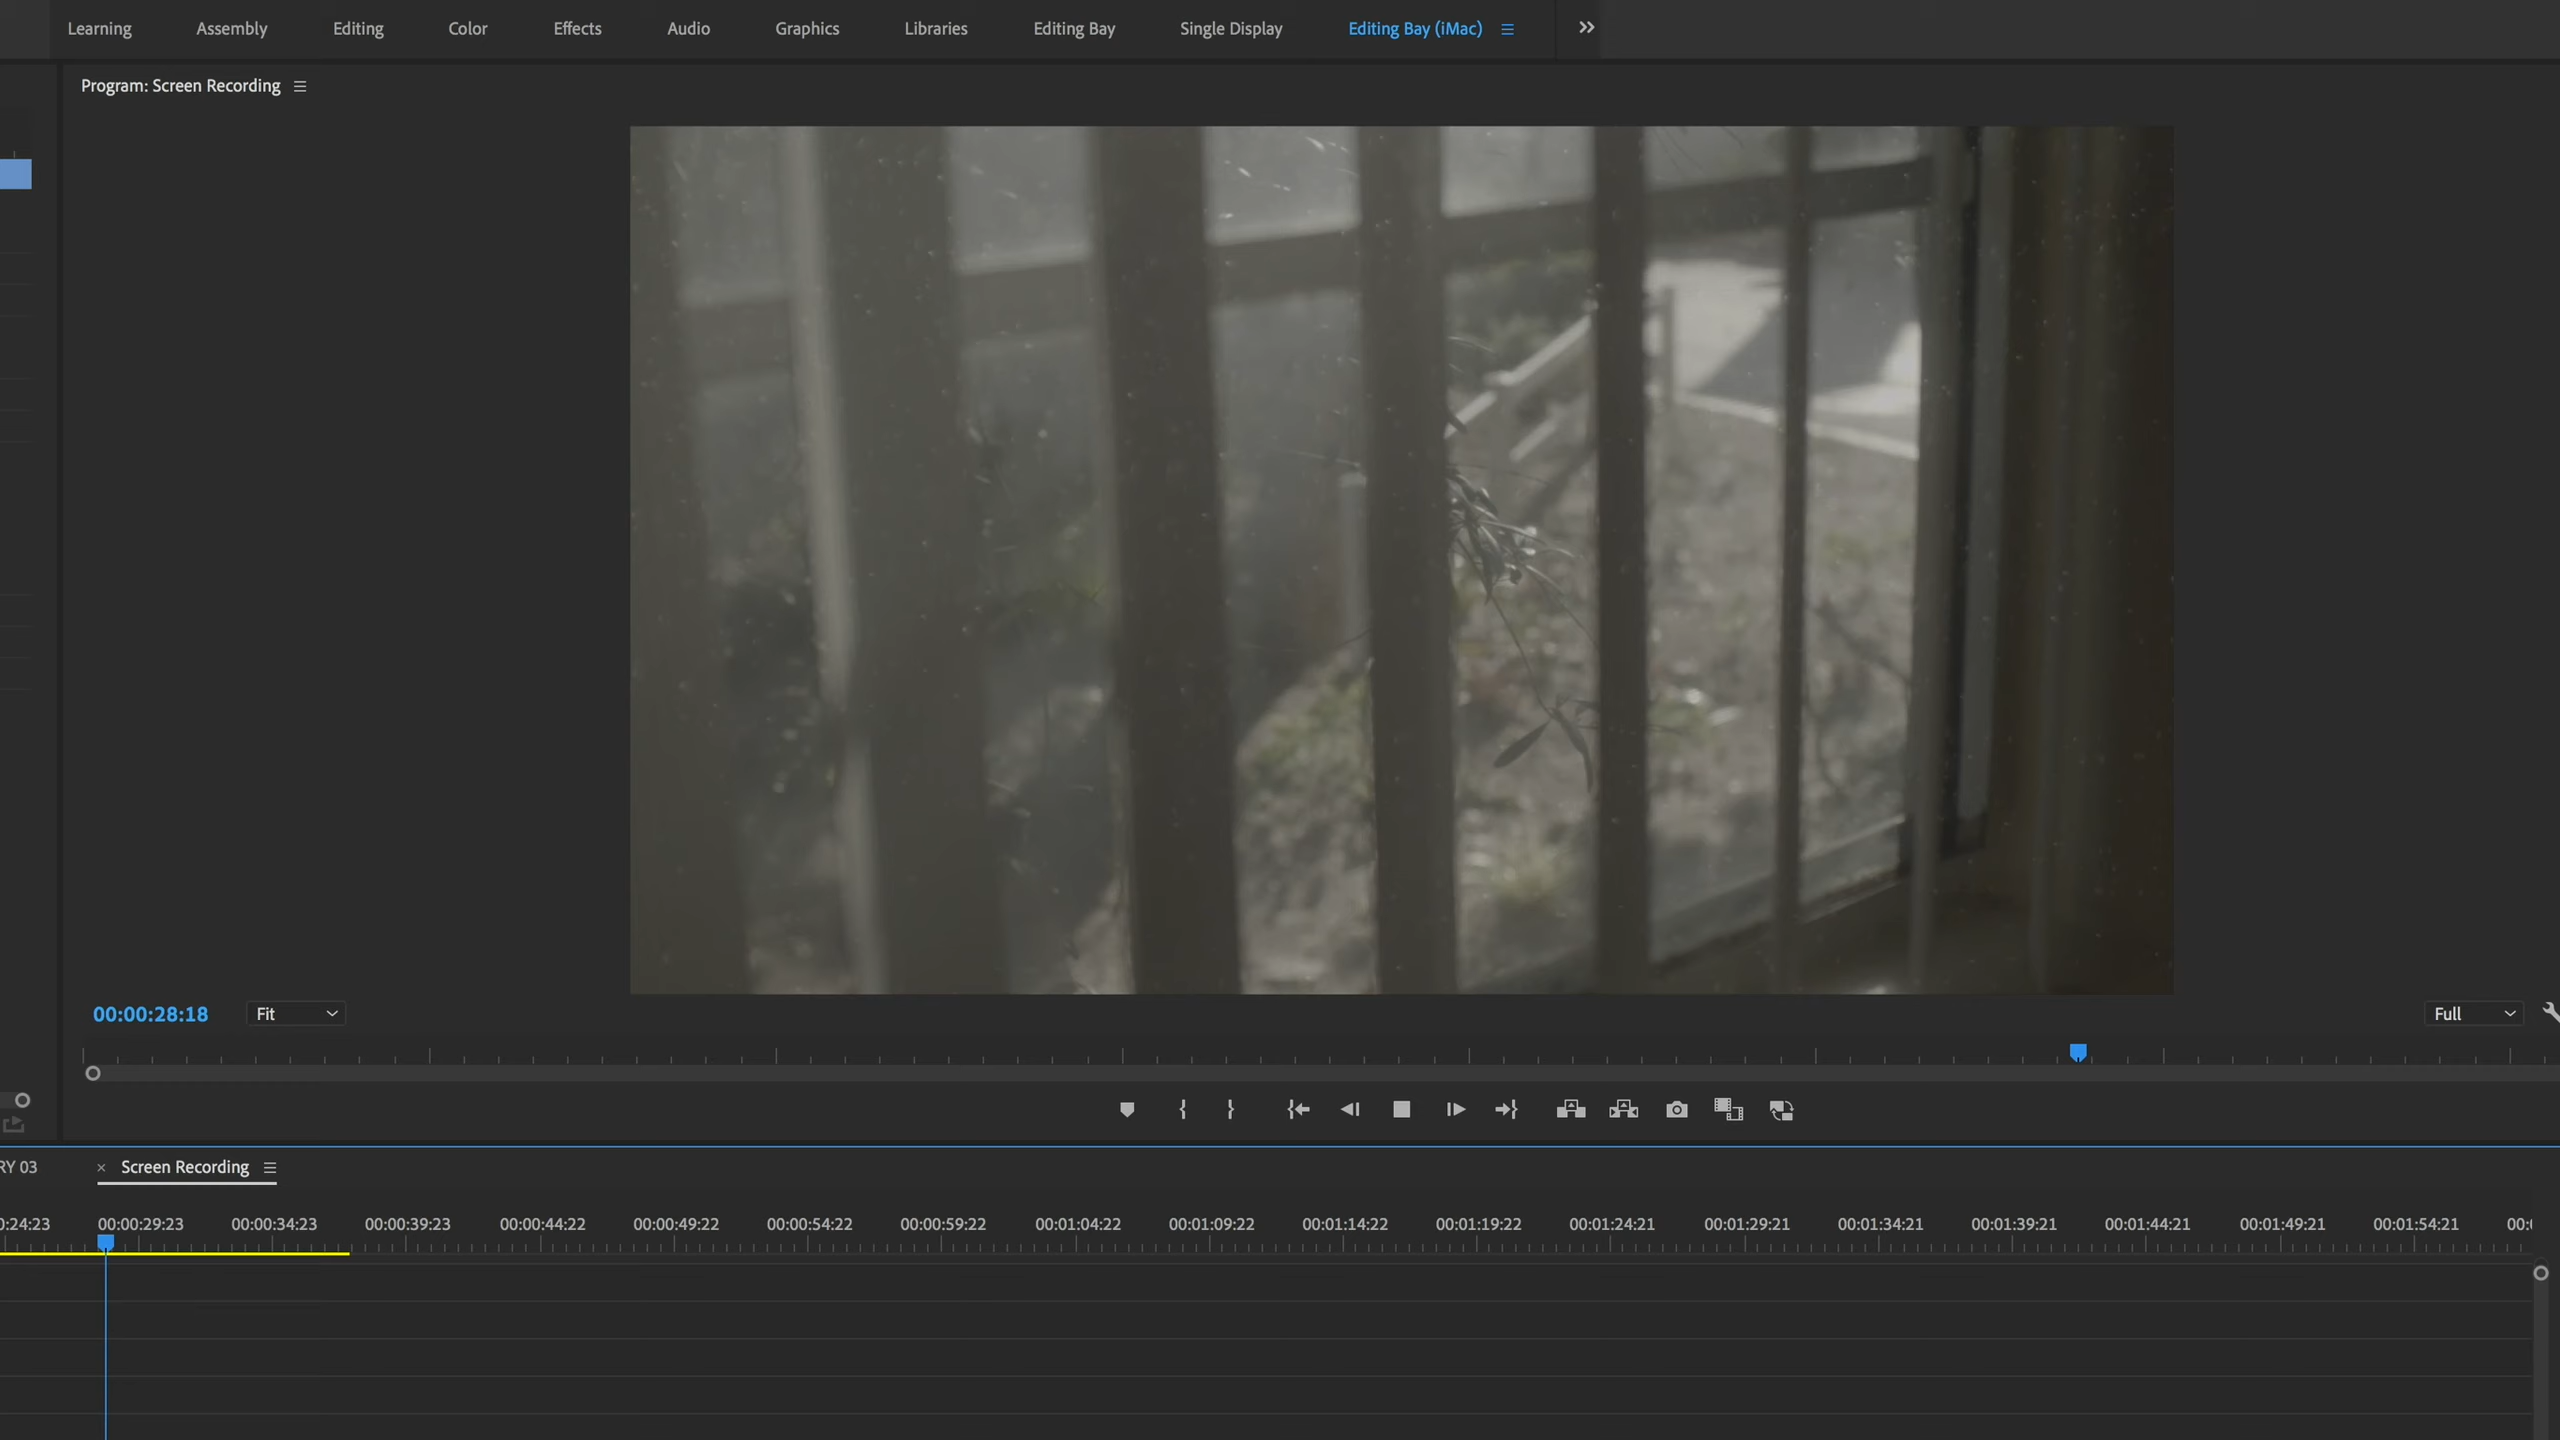 Learning Assembly Editing Color Effects Audio Graphics Libraries Editing Bay Single Display Editing Bay (iMac)
Program: Screen Recording
00:00:28:18 Fit Full
RY 03 × Screen Recording
0:24:23 00:00:29:23 00:00:34:23 00:00:39:23 00:00:44:22 00:00:49:22 00:00:54:22 00:00:59:22 00:01:04:22 00:01:09:22 00:01:14:22 00:01:19:22 00:01:24:21 00:01:29:21 00:01:34:21 00:01:39:21 00:01:44:21 00:01:49:21 00:01:54:21 00:0